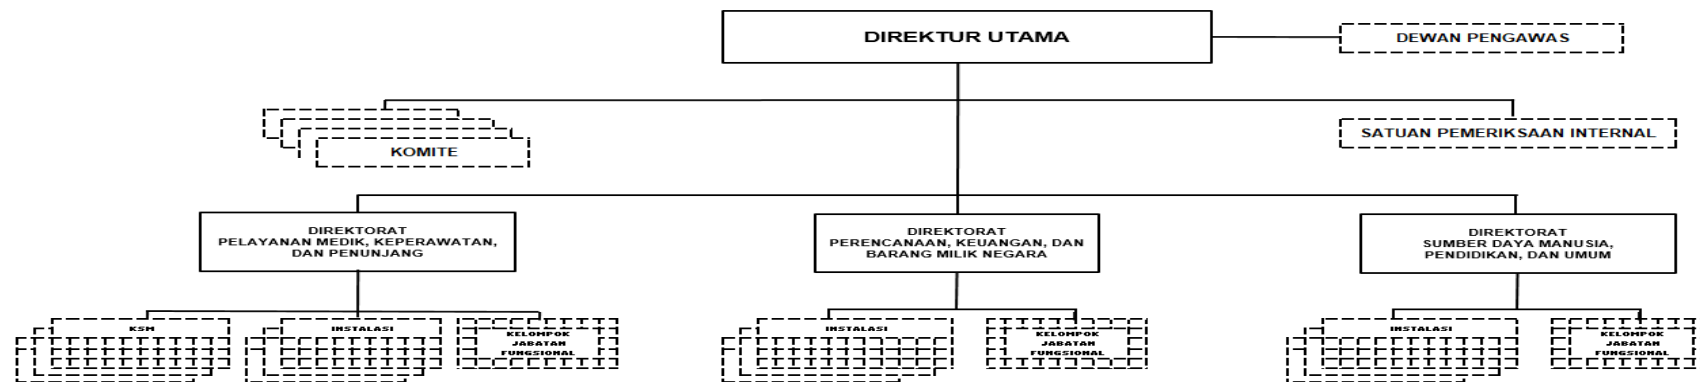 DIREKTUR UTAMA
DEWAN PENGAWAS
KOMITE
SATUAN PEMERIKSAAN INTERNAL
DIREKTORAT
PELAYANAN MEDIK, KEPERAWATAN,
DAN PENUNJANG
DIREKTORAT
PERENCANAAN, KEUANGAN, DAN
BARANG MILIK NEGARA
DIREKTORAT
SUMBER DAYA MANUSIA,
PENDIDIKAN, DAN UMUM
KSM
INSTALASI
KELOMPOK
JABATAN
FUNGSIONAL
INSTALASI
KELOMPOK
JABATAN
FUNGSIONAL
INSTALASI
KELOMPOK
JABATAN
FUNGSIONAL